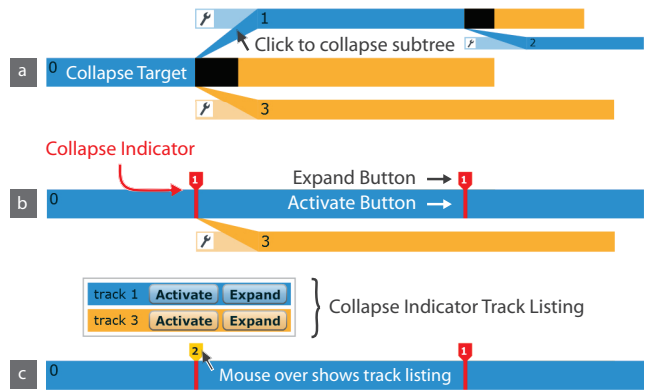 1
Click to collapse subtree
2
a
0
Collapse Target
3
Collapse Indicator
1
Expand Button
1
b
0
Activate Button
3
track 1 Activate Expand
track 3 Activate Expand
Collapse Indicator Track Listing
2
1
c
0
Mouse over shows track listing